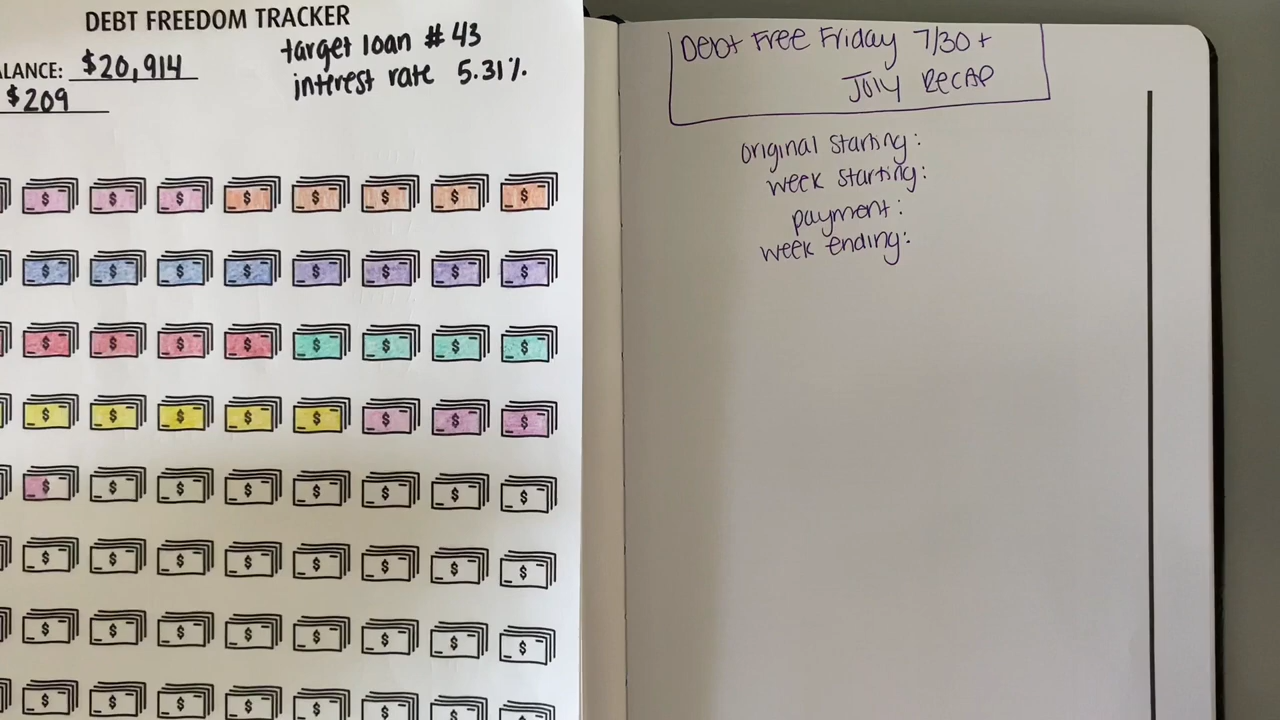 DEBT FREEDOM TRACKER
target loan # 43
LANCE: $20,914
interest rate 5.31%.
$209
Debt Free Friday 7/30 +
July RECAP
original starting:
week starting:
payment:
week ending: